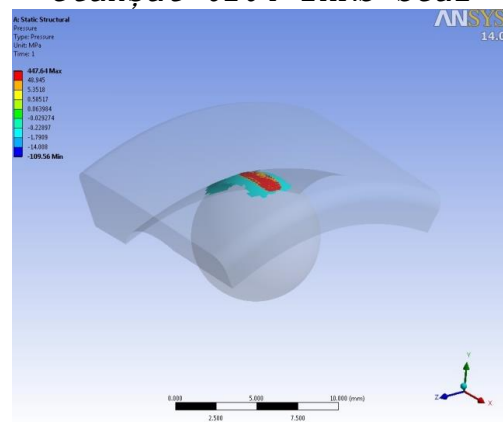 A: Static Structural
Pressure
Type: Pressure
Unit: MPa
Time: 1
447.64 Max
40.945
5.3518
0.58517
0.063984
-0.029274
-0.22897
-1.7909
-14.008
-109.56 Min
ANSYS
14.0
Y
Z
X
0.000
5.000
10.000 (mm)
2.500
7.500